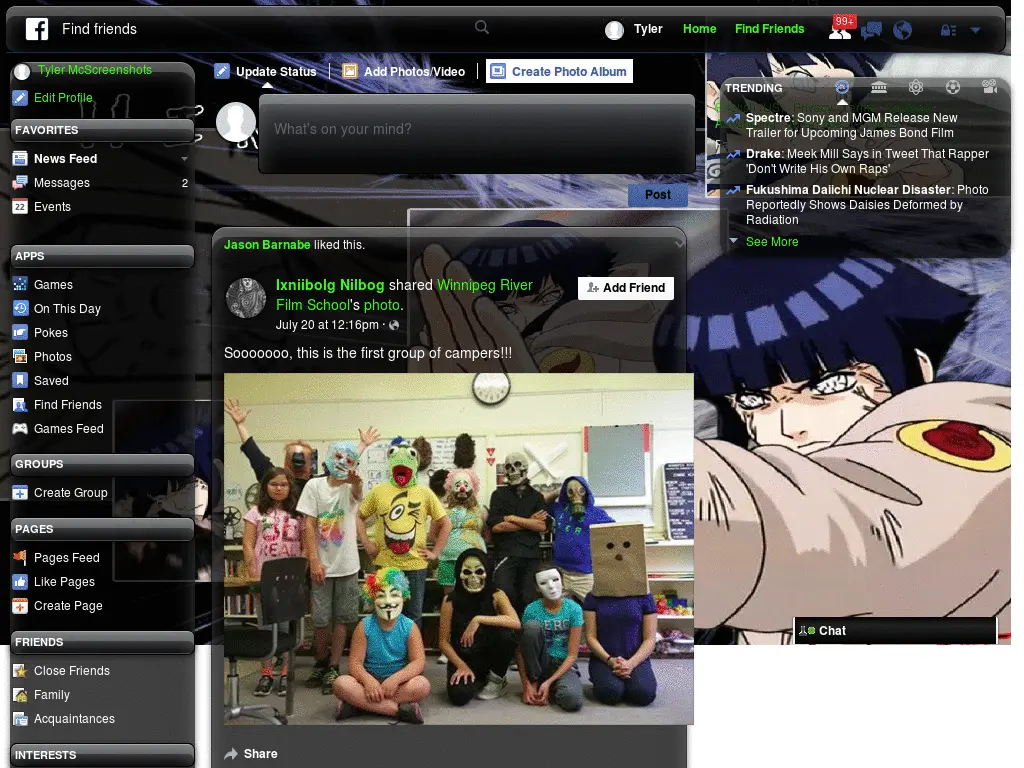 Find friends
Tyler
Home
Find Friends
99+
Tyler McScreenshots
Edit Profile
FAVORITES
News Feed
Messages
2
Events
22
APPS
Games
On This Day
Pokes
Photos
Saved
Find Friends
Games Feed
GROUPS
Create Group
PAGES
Pages Feed
Like Pages
Create Page
FRIENDS
Close Friends
Family
Acquaintances
INTERESTS
Update Status
Add Photos/Video
Create Photo Album
What's on your mind?
Post
Jason Barnabe liked this.
Ixniibolg Nilbog shared Winnipeg River
Film School's photo.
July 20 at 12:16pm ·
Add Friend
Sooooooo, this is the first group of campers!!!
Share
TRENDING
Spectre: Sony and MGM Release New
Trailer for Upcoming James Bond Film
Drake: Meek Mill Says in Tweet That Rapper
'Don't Write His Own Raps'
Fukushima Daiichi Nuclear Disaster: Photo
Reportedly Shows Daisies Deformed by
Radiation
See More
Chat